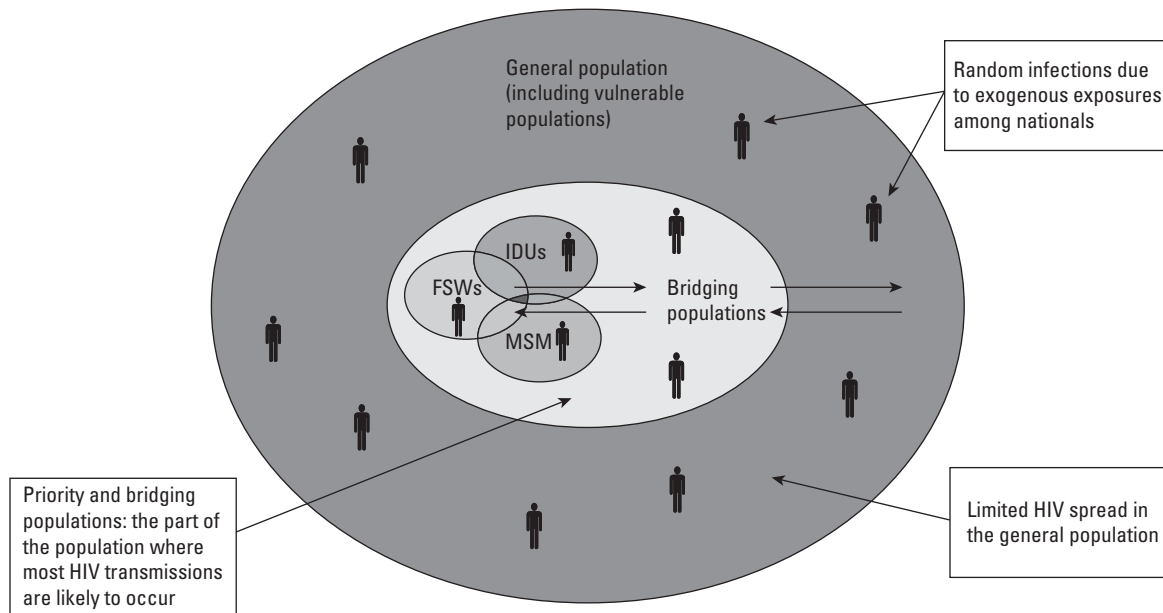 General population
(including vulnerable
populations)
Random infections due
to exogenous exposures
among nationals
IDUs
FSWs
MSM
Bridging
populations
Priority and bridging
populations: the part of
the population where
most HIV transmissions
are likely to occur
Limited HIV spread in
the general population